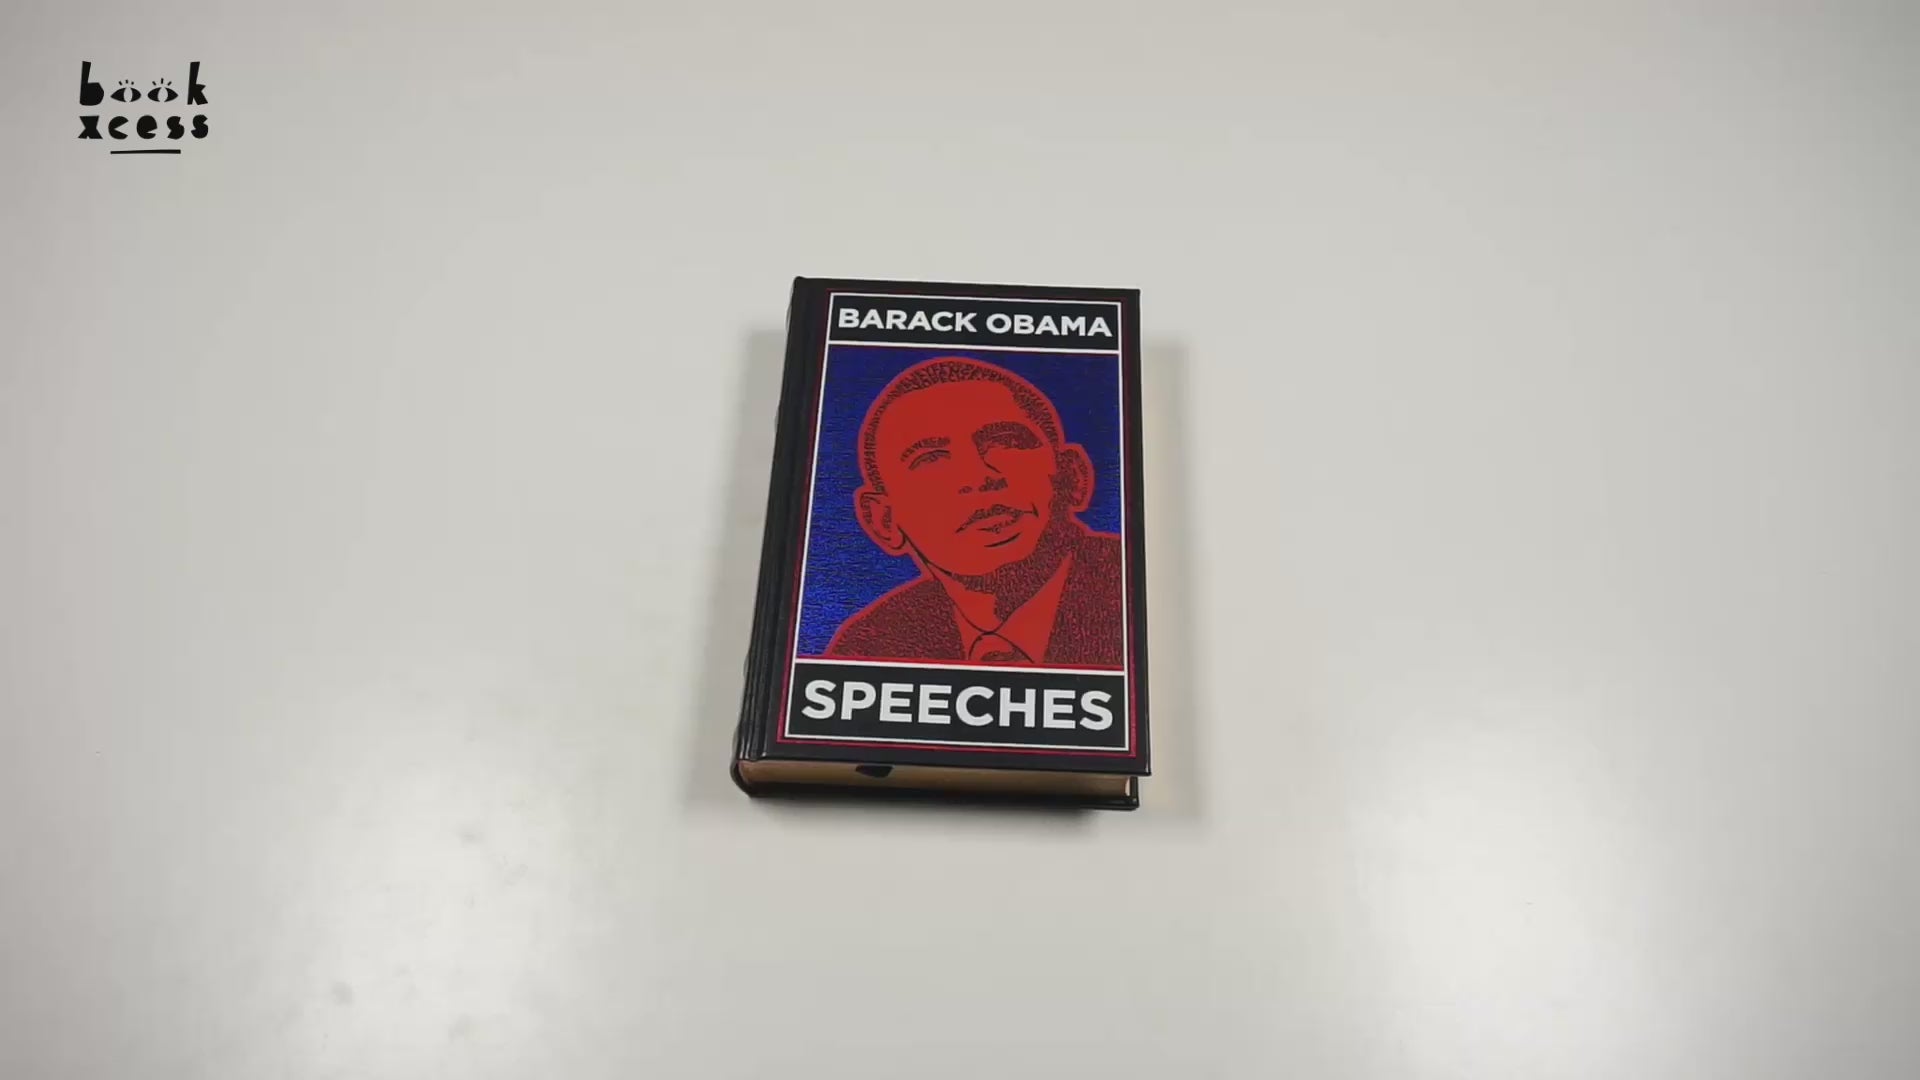 book
xcess
BARACK OBAMA
SPEECHES